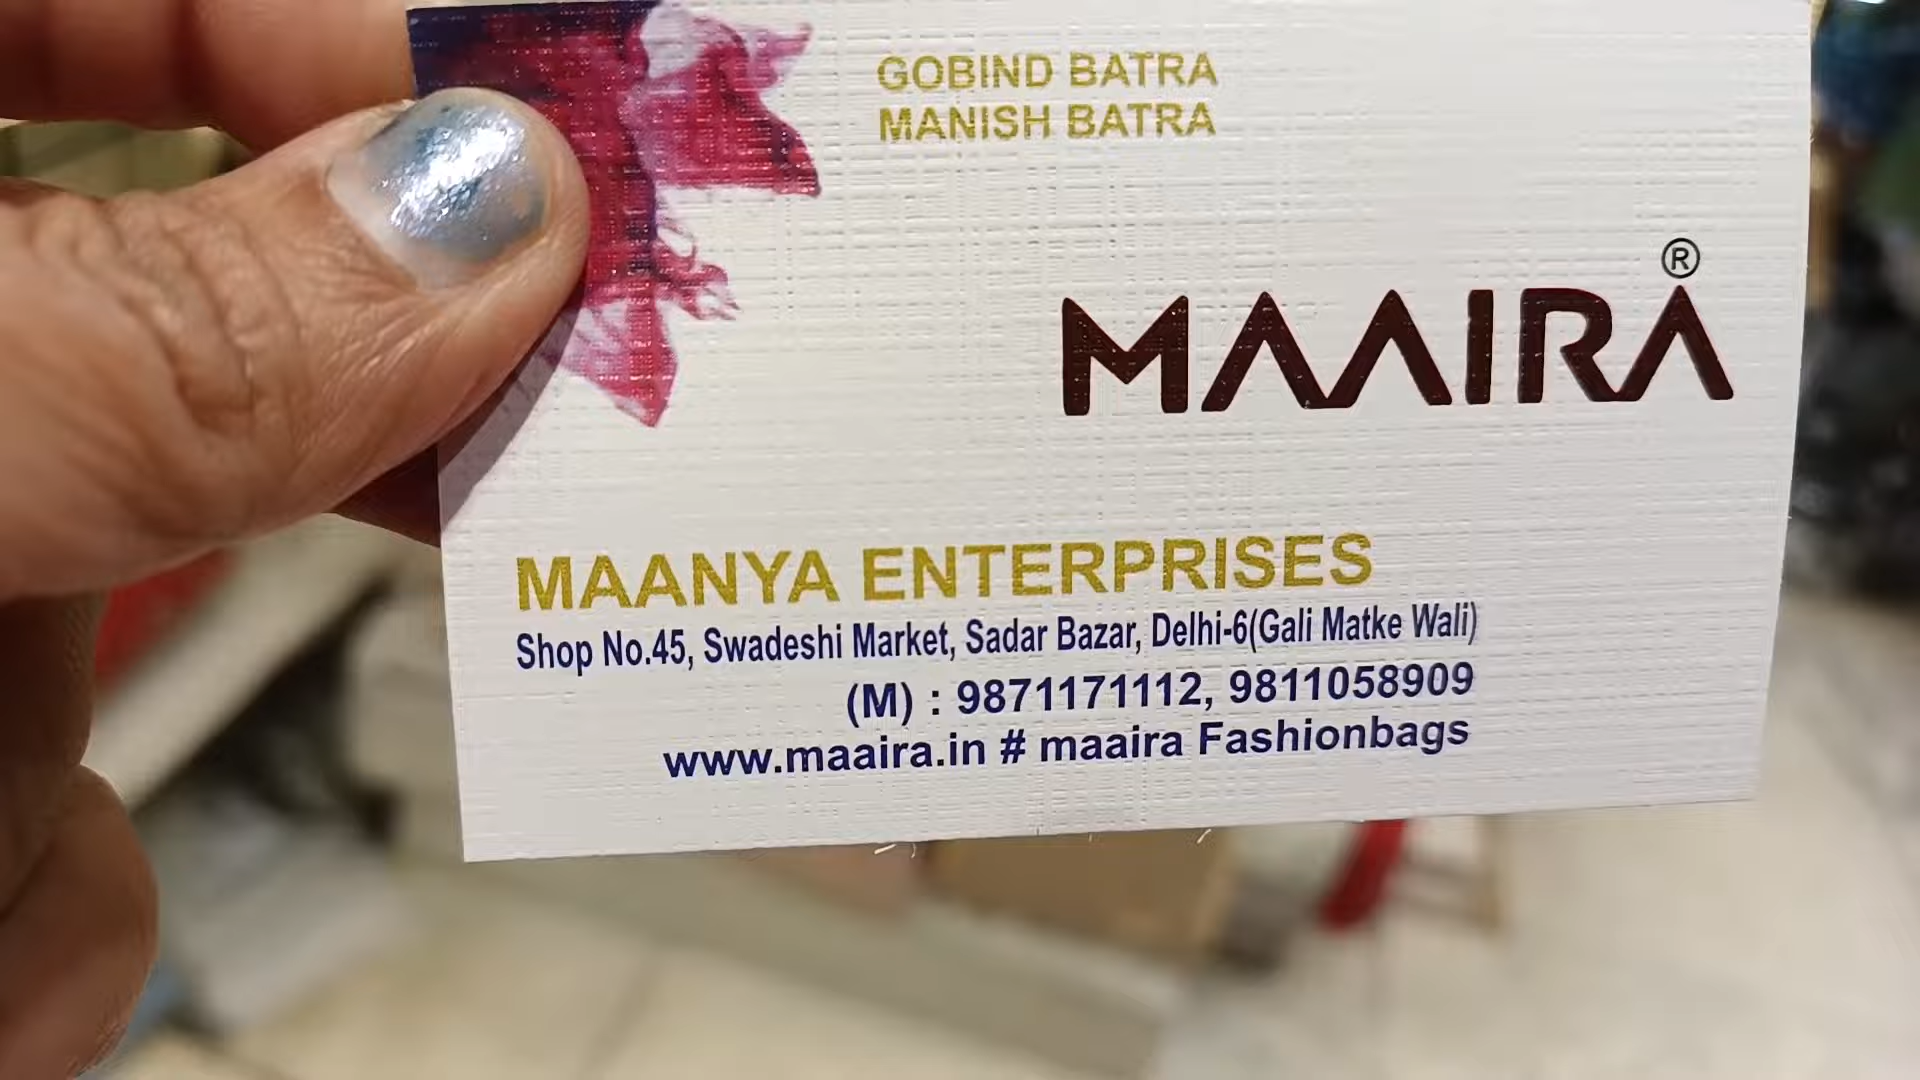 GOBIND BATRA
MANISH BATRA
MAAIRA®
MAANYA ENTERPRISES
Shop No.45, Swadeshi Market, Sadar Bazar, Delhi-6(Gali Matke Wali)
(M) : 9871171112, 9811058909
www.maaira.in # maaira Fashionbags